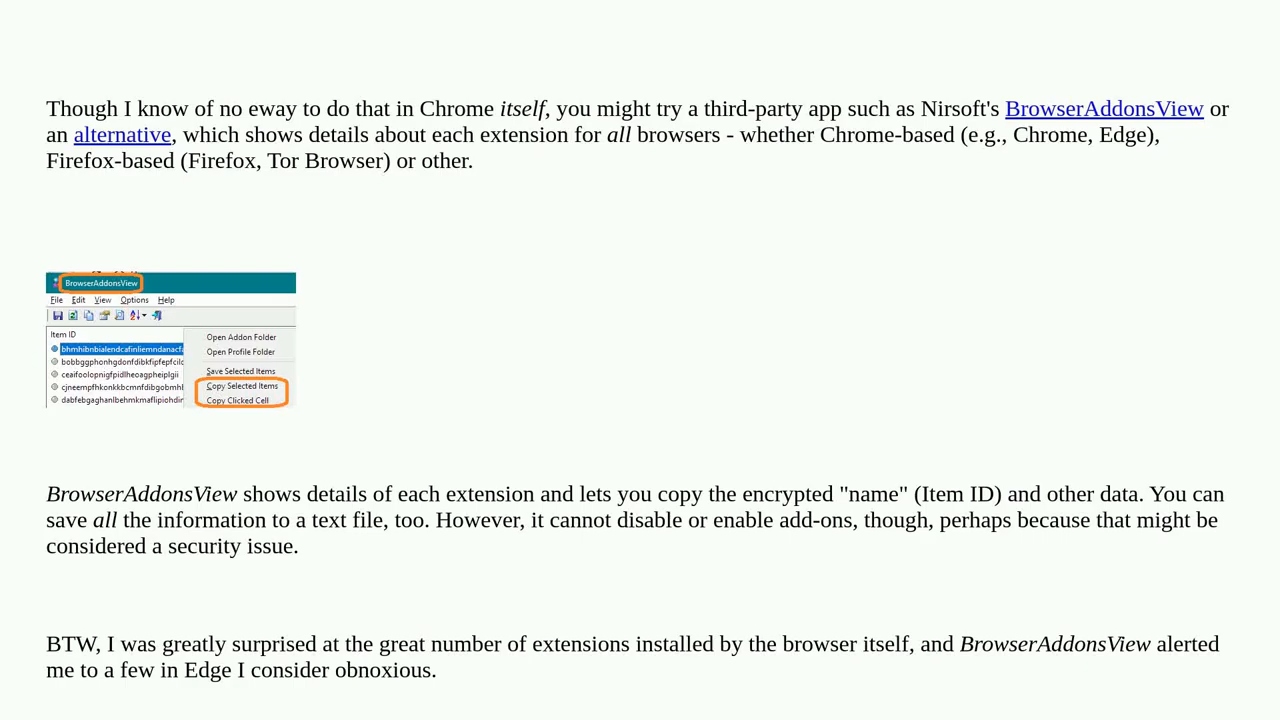 Though I know of no eway to do that in Chrome itself, you might try a third-party app such as Nirsoft's BrowserAddonsView or
an alternative, which shows details about each extension for all browsers - whether Chrome-based (e.g., Chrome, Edge),
Firefox-based (Firefox, Tor Browser) or other.
BrowserAddonsView
File Edit View Options Help
Item ID
Open Addon Folder
Open Profile Folder
Save Selected Items
Copy Selected Items
Copy Clicked Cell
BrowserAddonsView shows details of each extension and lets you copy the encrypted "name" (Item ID) and other data. You can
save all the information to a text file, too. However, it cannot disable or enable add-ons, though, perhaps because that might be
considered a security issue.
BTW, I was greatly surprised at the great number of extensions installed by the browser itself, and BrowserAddonsView alerted
me to a few in Edge I consider obnoxious.